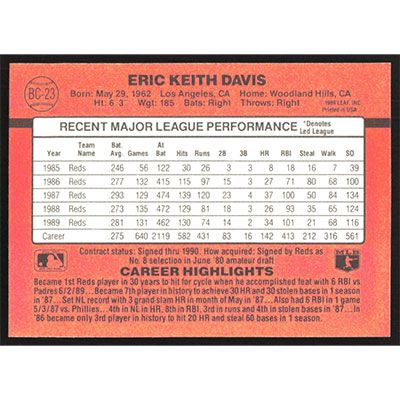 BC-23
ERIC KEITH DAVIS
Born: May 29, 1962 Los Angeles, CA Home: Woodland Hills, CA
Ht: 6 3 Wgt: 185 Bats: Right Throws: Right
1989 LEAF, INC.
PRINTED IN USA
RECENT MAJOR LEAGUE PERFORMANCE *Denotes Led League
Year Team Name Bat Avg. Games At Bat Hits Runs 2B 3B HR RBI Steal Walk SO
1985 Reds 246 56 122 30 26 3 3 8 18 16 7 39
1986 Reds 277 132 415 115 97 15 3 27 71 80 68 100
1987 Reds 293 129 474 139 120 23 4 37 100 50 84 134
1988 Reds 273 135 472 129 81 18 3 26 93 35 65 124
1989 Reds 281 131 462 130 74 14 2 34 101 21 68 116
Career 275 640 2119 582 431 83 16 142 413 212 316 561
Contract status: Signed thru 1990. How acquired: Signed by Reds as
No. 8 selection in June '80 amateur draft
CAREER HIGHLIGHTS
Became 1st Reds player in 30 years to hit for cycle when he accomplished feat with 6 RBI vs
Padres 6/2/89...Became 7th player in history to achieve 30 HR and 30 stolen bases in 1 season
in '87... Set NL record with 3 grand slam HR in month of May in '87...Also had 6 RBI in 1 game
5/3/87 vs. Phillies...4th in NL in HR, 8th in RBI, 3rd in runs and 4th in stolen bases in '87...In
'86 became only 3rd player in history to hit 20 HR and steal 60 bases in 1 season.